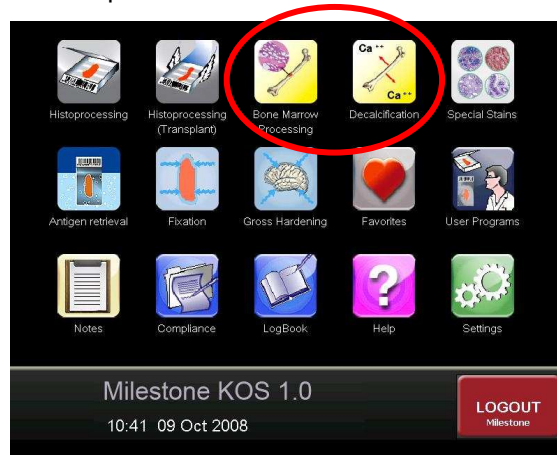 Ca ++
Ca ++
Histoprocessing
Histoprocessing
(Transplant)
Bone Marrow
Processing
Decalcification
Special Stains
Antigen retrieval
Fixation
Gross Hardening
Favorites
User Programs
?
Notes
Compliance
LogBook
Help
Settings
Milestone KOS 1.0
10:41 09 Oct 2008
LOGOUT
Milestone